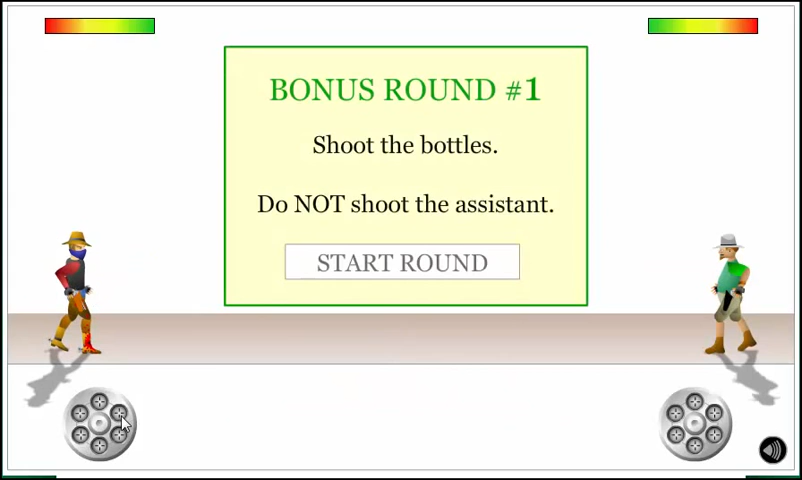 BONUS ROUND #1
Shoot the bottles.
Do NOT shoot the assistant.
START ROUND